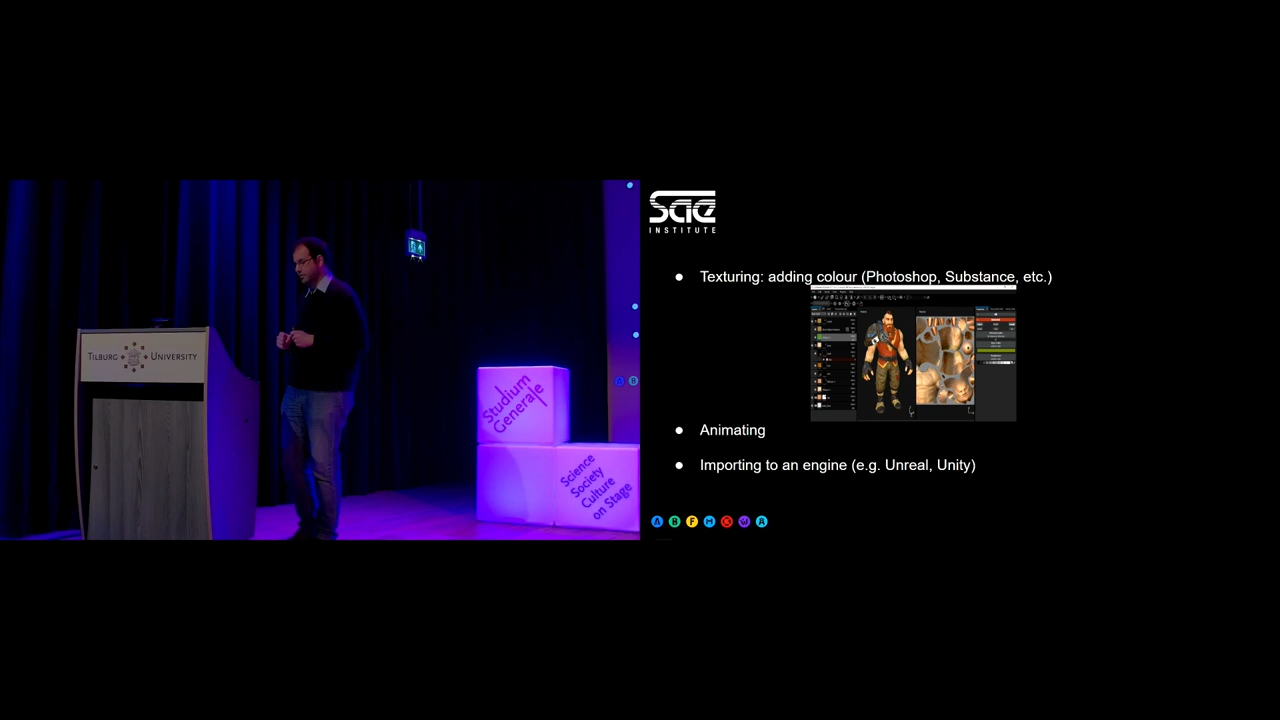 TILBURG UNIVERSITY
Studium
Generale
Science
Society
Culture
on Stage
sae
INSTITUTE
Texturing: adding colour (Photoshop, Substance, etc.)
Animating
Importing to an engine (e.g. Unreal, Unity)
A B F M C W A